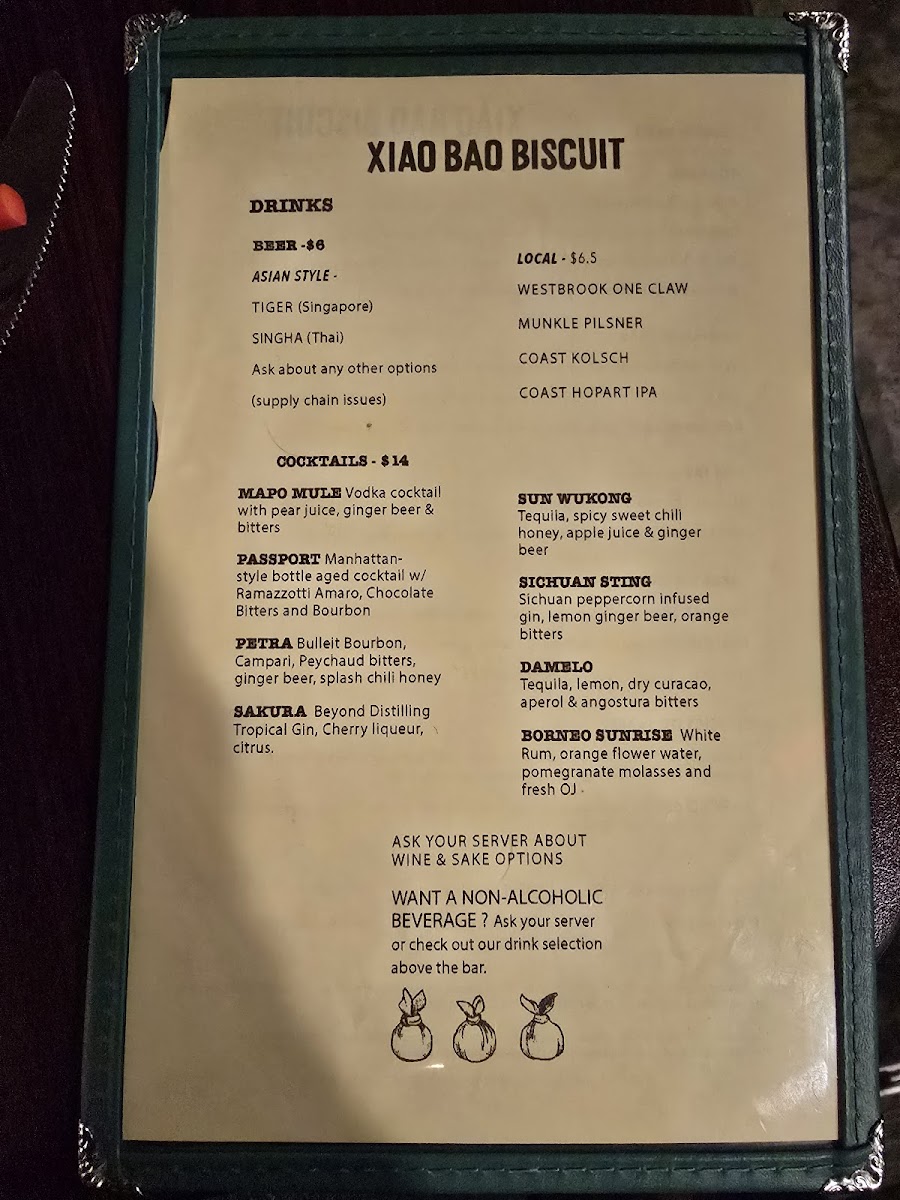 XIAO BAO BISCUIT
DRINKS
BEER -$6
ASIAN STYLE -
TIGER (Singapore)
SINGHA (Thai)
Ask about any other options
(supply chain issues)
LOCAL - $6.5
WESTBROOK ONE CLAW
MUNKLE PILSNER
COAST KOLSCH
COAST HOPART IPA
COCKTAILS - $14
MAPO MULE Vodka cocktail
with pear juice, ginger beer &
bitters
PASSPORT Manhattan-
style bottle aged cocktail w/
Ramazzotti Amaro, Chocolate
Bitters and Bourbon
PETRA Bulleit Bourbon,
Campari, Peychaud bitters,
ginger beer, splash chili honey
SAKURA Beyond Distilling
Tropical Gin, Cherry liqueur,
citrus.
SUN WUKONG
Tequila, spicy sweet chili
honey, apple juice & ginger
beer
SICHUAN STING
Sichuan peppercorn infused
gin, lemon ginger beer, orange
bitters
DAMELO
Tequila, lemon, dry curacao,
aperol & angostura bitters
BORNEO SUNRISE White
Rum, orange flower water,
pomegranate molasses and
fresh OJ
ASK YOUR SERVER ABOUT
WINE & SAKE OPTIONS
WANT A NON-ALCOHOLIC
BEVERAGE ? Ask your server
or check out our drink selection
above the bar.